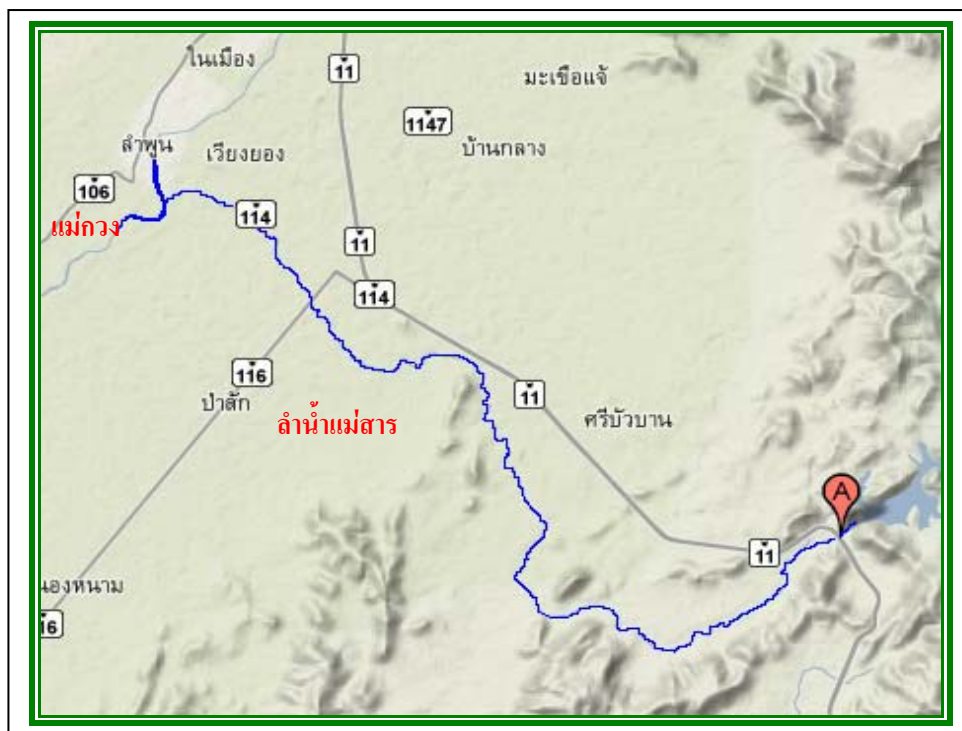 ในเมือง
11
มะเขือแจ้
1147
บ้านกลาง
ลำพูน
เวียงยอง
106
แม่กวง
114
11
114
116
ป่าสัก
11
ลำน้ำแม่สาร
ศรีบัวบาน
A
11
นองหนาม
16